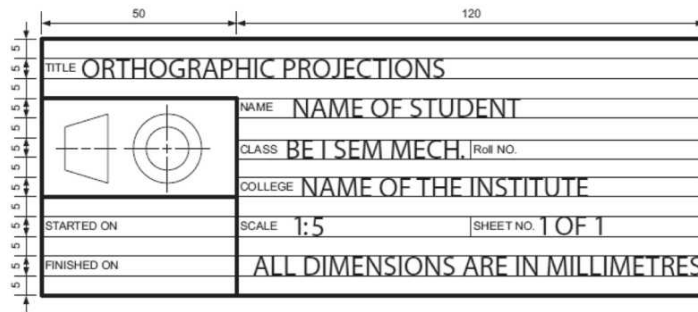 50 120
5 5 5 5 5 5 5 5 5 5 5 5 5
TITLE ORTHOGRAPHIC PROJECTIONS
NAME NAME OF STUDENT
CLASS BE I SEM MECH. Roll NO.
COLLEGE NAME OF THE INSTITUTE
STARTED ON SCALE 1:5 SHEET NO. 1 OF 1
FINISHED ON ALL DIMENSIONS ARE IN MILLIMETRES